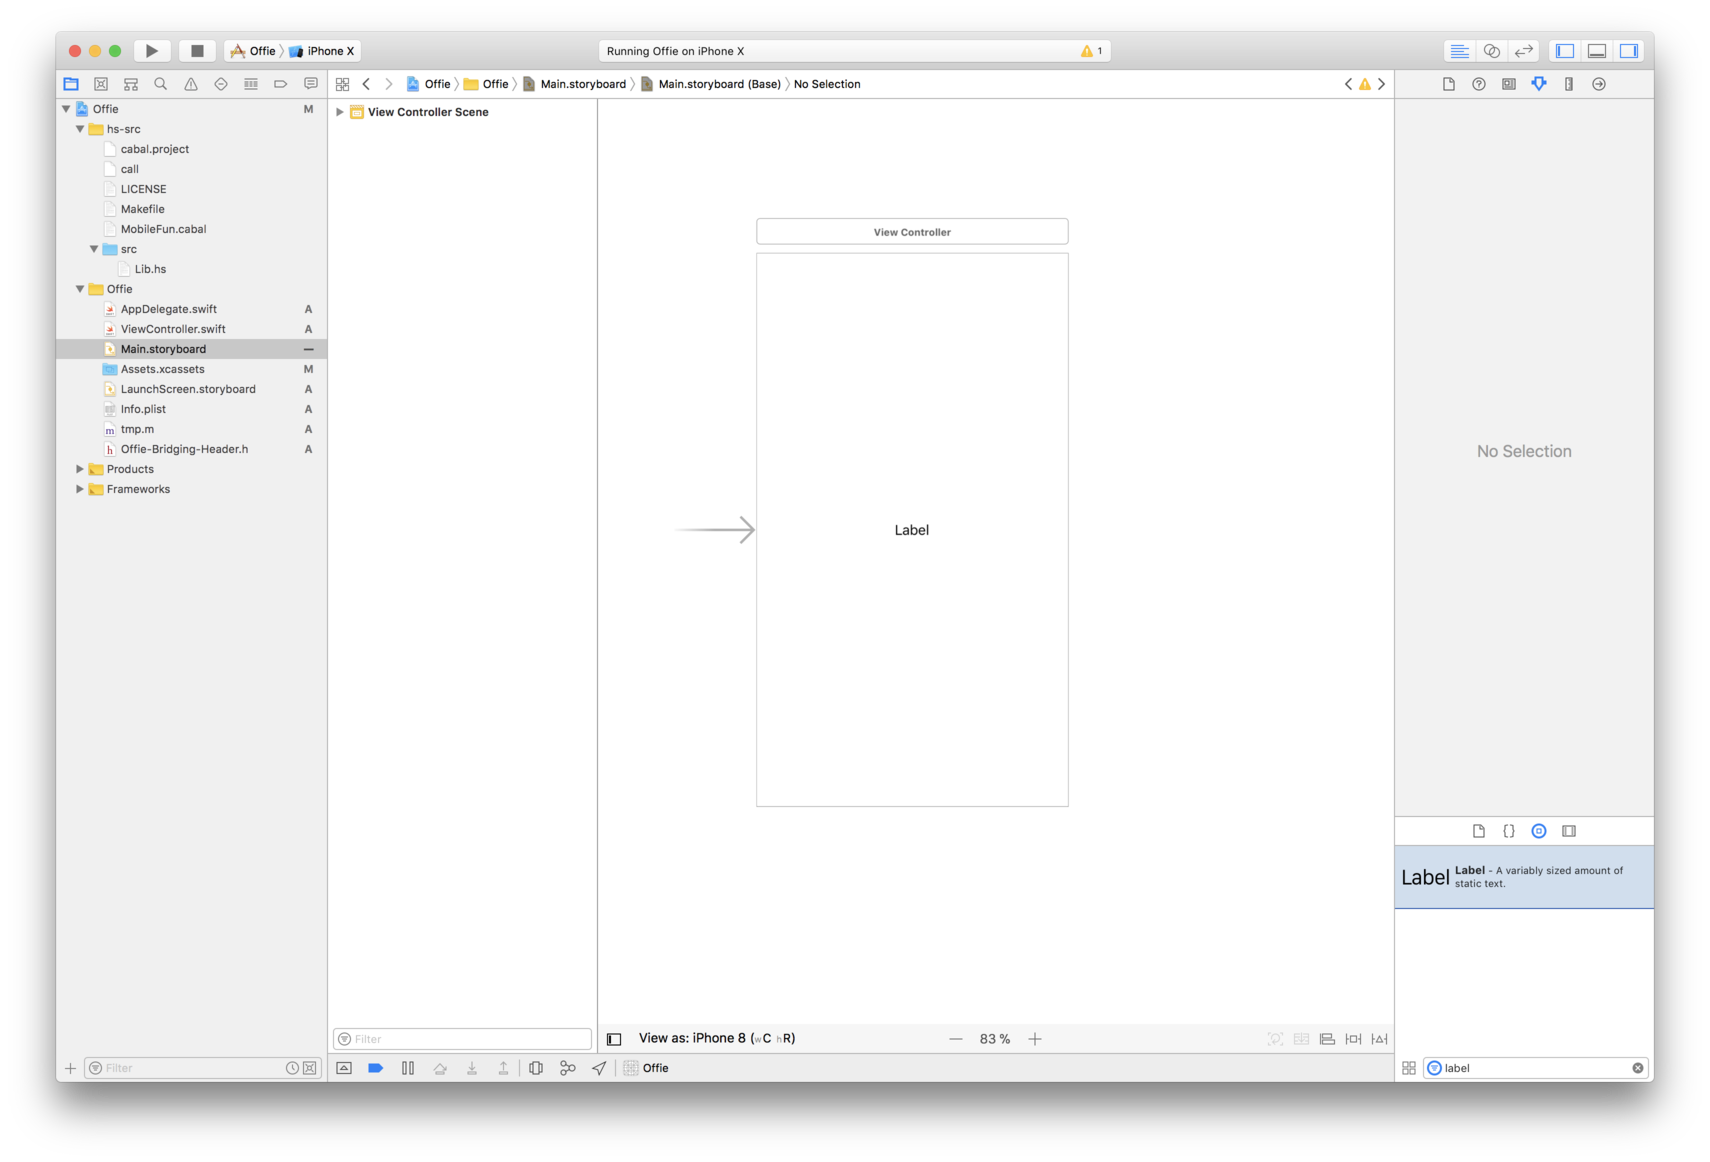 Offie
iPhone X
Running Offie on iPhone X
1
Offie
Offie
Main.storyboard
Main.storyboard (Base)
No Selection
Offie M
hs-src
cabal.project
call
LICENSE
Makefile
MobileFun.cabal
src
Lib.hs
Offie
AppDelegate.swift A
ViewController.swift A
Main.storyboard
Assets.xcassets M
LaunchScreen.storyboard A
Info.plist A
m tmp.m A
h Offie-Bridging-Header.h A
Products
Frameworks
Filter
View Controller Scene
Filter
View Controller
Label
View as: iPhone 8 (wC hR)
83 %
Offie
No Selection
{}
Label
Label - A variably sized amount of
static text.
label